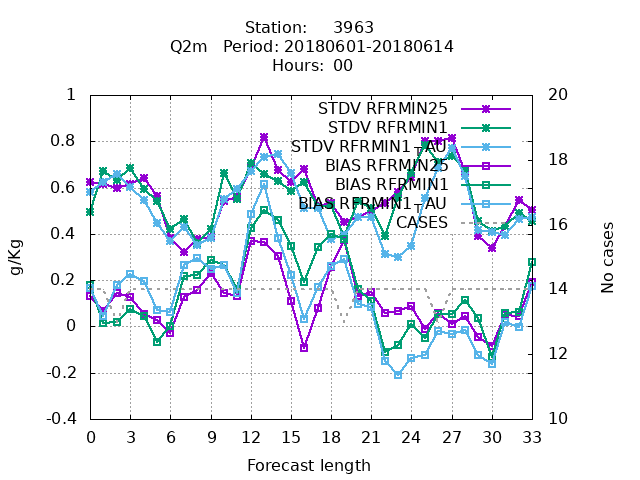 Station: 3963
Q2m Period: 20180601-20180614
Hours: 00
STDV RFRMIN25
STDV RFRMIN1
STDV RFRMIN1_AU
BIAS RFRMIN25
BIAS RFRMIN1
BIAS RFRMIN1_AU
CASES
1
0.8
0.6
0.4
0.2
0
-0.2
-0.4
g/Kg
20
18
16
14
12
10
No cases
0 3 6 9 12 15 18 21 24 27 30 33
Forecast length